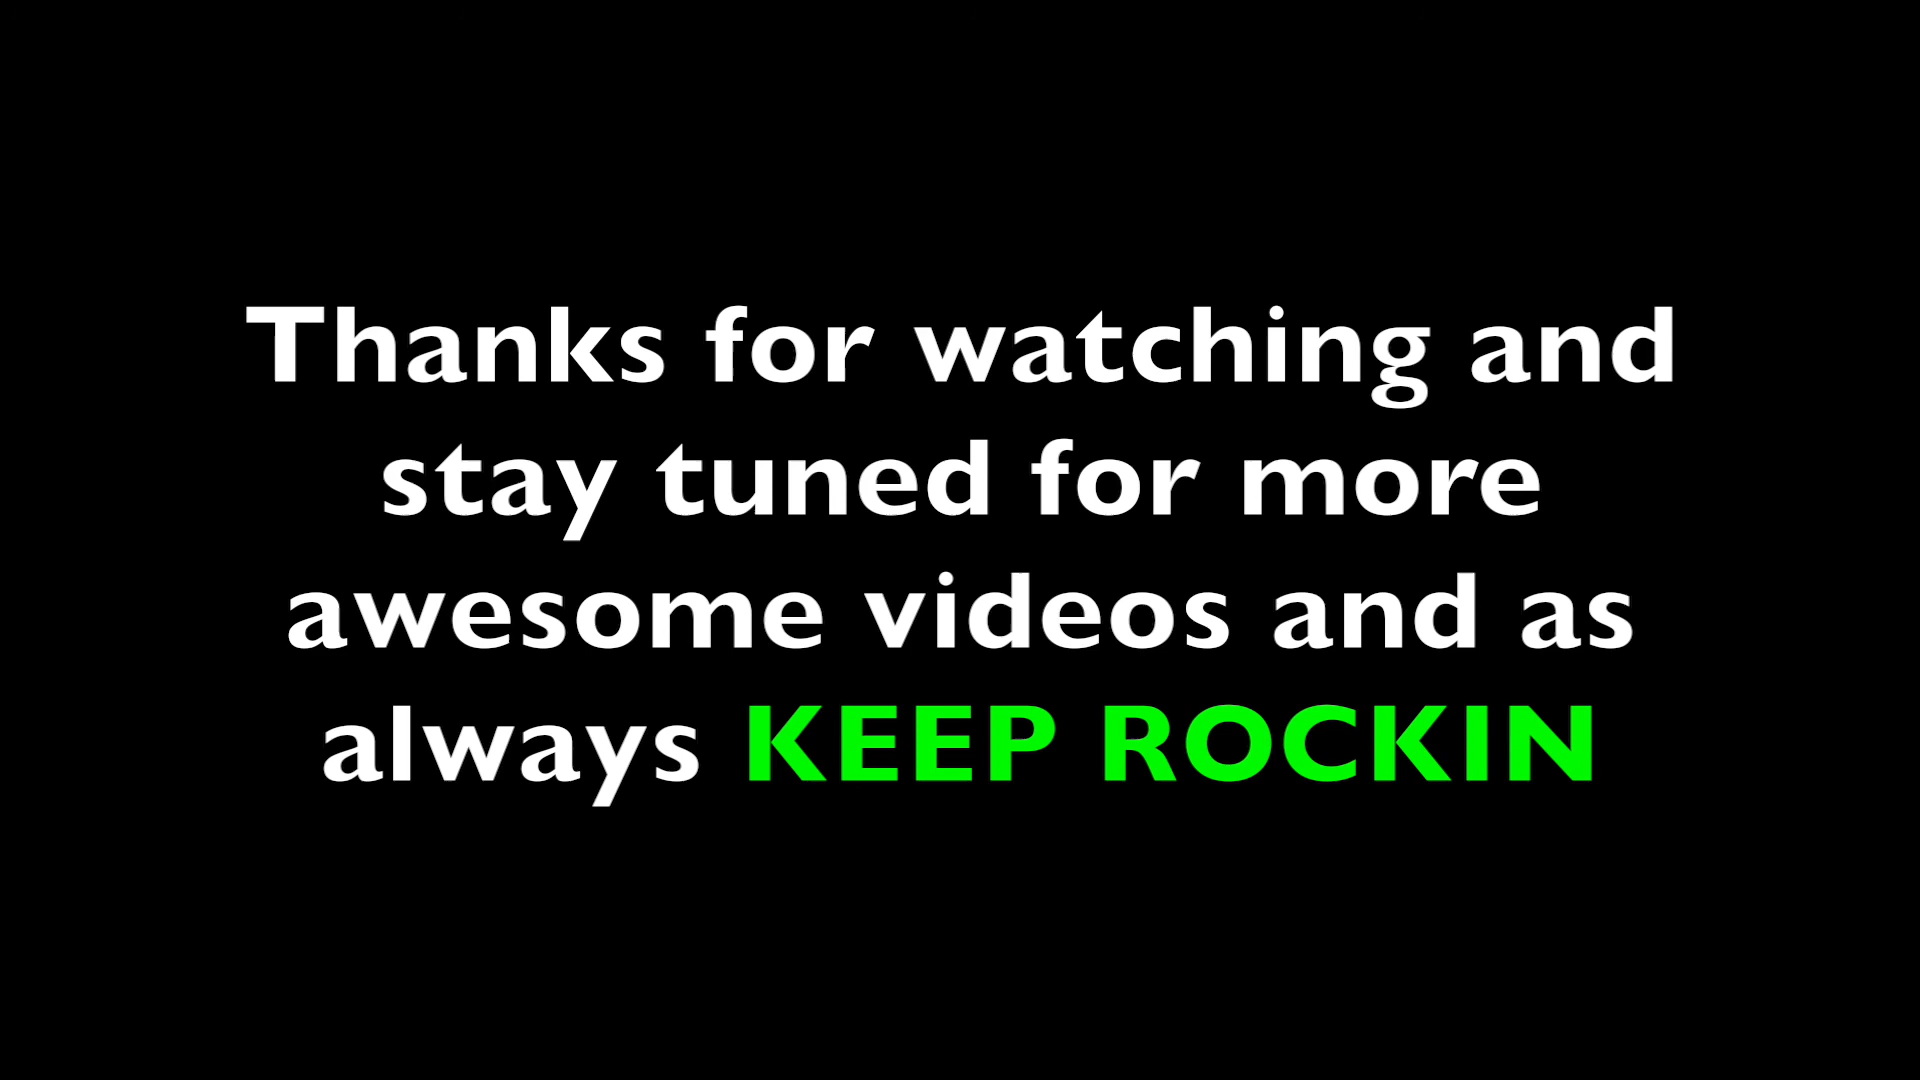 Thanks for watching and
stay tuned for more
awesome videos and as
always KEEP ROCKIN